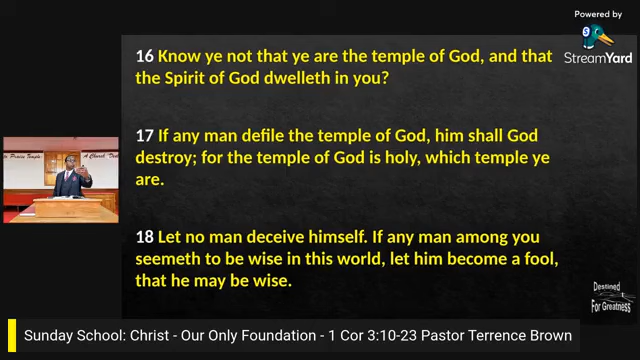 Powered by
StreamYard
16 Know ye not that ye are the temple of God, and that
the Spirit of God dwelleth in you?
17 If any man defile the temple of God, him shall God
destroy; for the temple of God is holy, which temple ye
are.
18 Let no man deceive himself. If any man among you
seemeth to be wise in this world, let him become a fool,
that he may be wise.
Destined
For Greatness
Sunday School: Christ - Our Only Foundation - 1 Cor 3:10-23 Pastor Terrence Brown